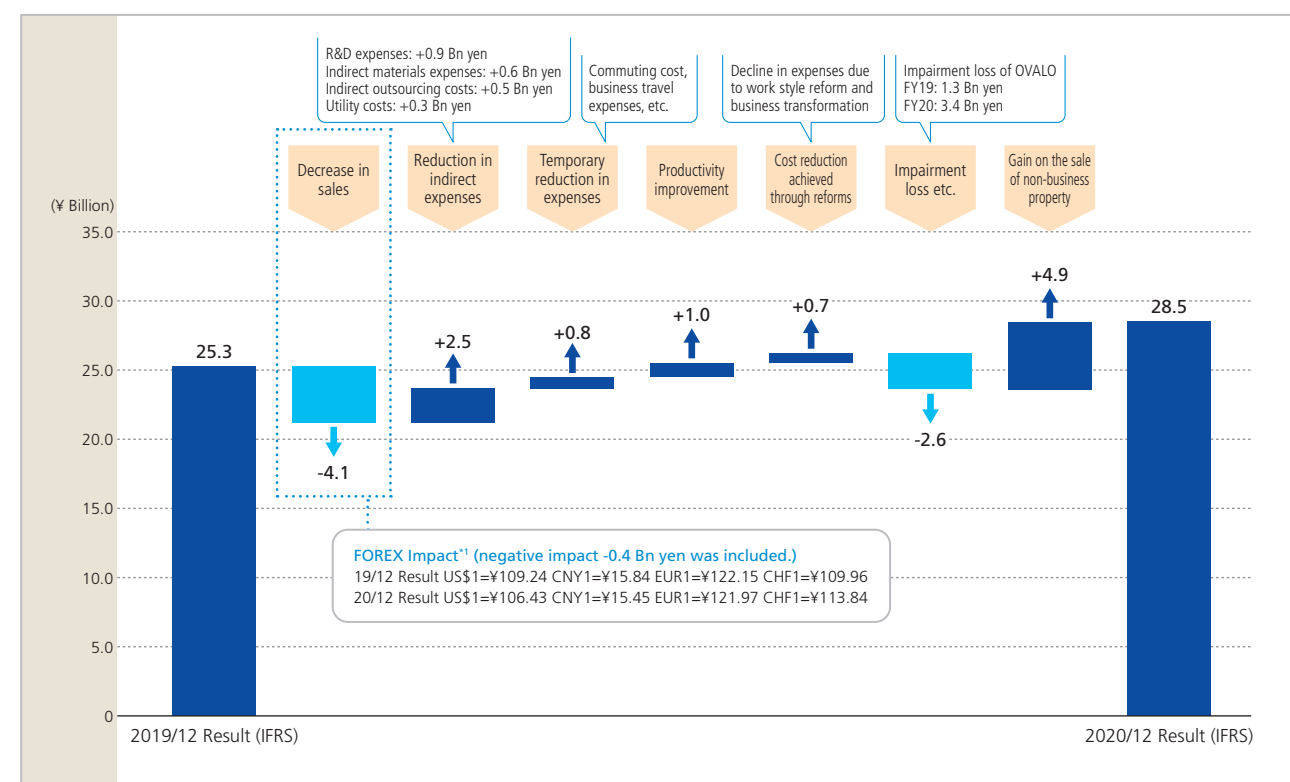 R&D expenses: +0.9 Bn yen
Indirect materials expenses: +0.6 Bn yen
Indirect outsourcing costs: +0.5 Bn yen
Utility costs: +0.3 Bn yen
Commuting cost,
business travel
expenses, etc.
Decline in expenses due
to work style reform and
business transformation
Impairment loss of OVALO
FY19: 1.3 Bn yen
FY20: 3.4 Bn yen
Decrease in
sales
Reduction in
indirect
expenses
Temporary
reduction in
expenses
Productivity
improvement
Cost reduction
achieved
through reforms
Impairment
loss etc.
Gain on the sale
of non-business
property
(¥ Billion)
35.0
30.0
25.0
20.0
15.0
10.0
5.0
0
25.3
-4.1
+2.5
+0.8
+1.0
+0.7
-2.6
+4.9
28.5
FOREX Impact*1 (negative impact -0.4 Bn yen was included.)
19/12 Result US$1=¥109.24 CNY1=¥15.84 EUR1=¥122.15 CHF1=¥109.96
20/12 Result US$1=¥106.43 CNY1=¥15.45 EUR1=¥121.97 CHF1=¥113.84
2019/12 Result (IFRS)
2020/12 Result (IFRS)